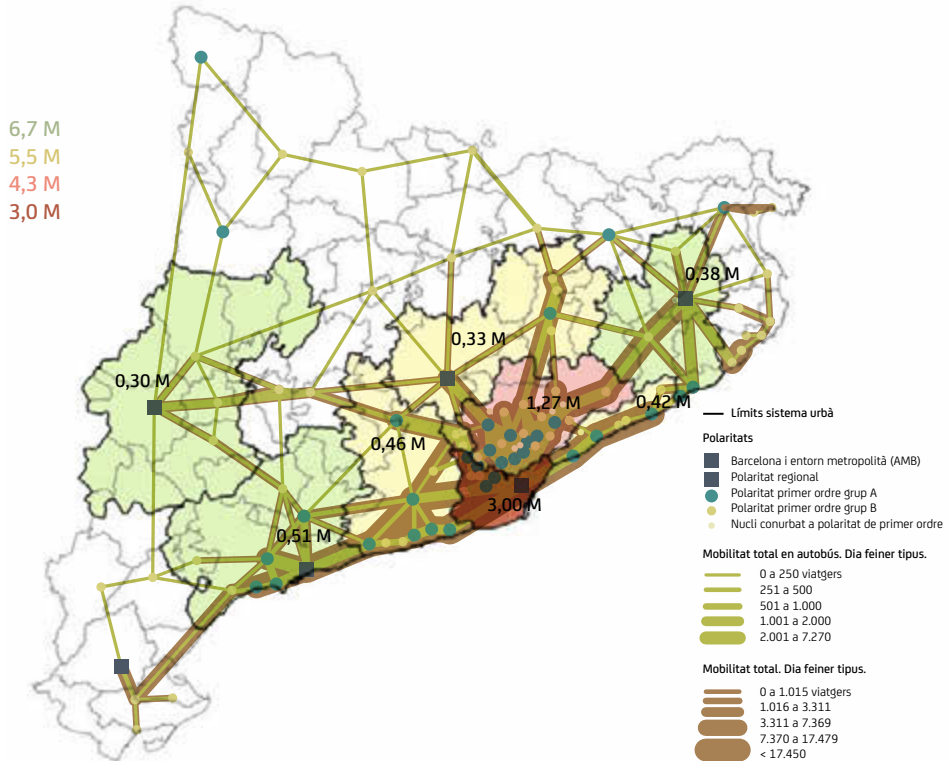 6,7 M
5,5 M
4,3 M
3,0 M
0,38 M
0,33 M
0,30 M
1,27 M
0,42 M
0,46 M
3,00 M
0,51 M
Límits sistema urbà
Polaritats
Barcelona i entorn metropolità (AMB)
Polaritat regional
Polaritat primer ordre grup A
Polaritat primer ordre grup B
Nucli conurbat a polaritat de primer ordre
Mobilitat total en autobús. Dia feiner tipus.
0 a 250 viatgers
251 a 500
501 a 1.000
1.001 a 2.000
2.001 a 7.270
Mobilitat total. Dia feiner tipus.
0 a 1.015 viatgers
1.016 a 3.311
3.311 a 7.369
7.370 a 17.479
< 17.450